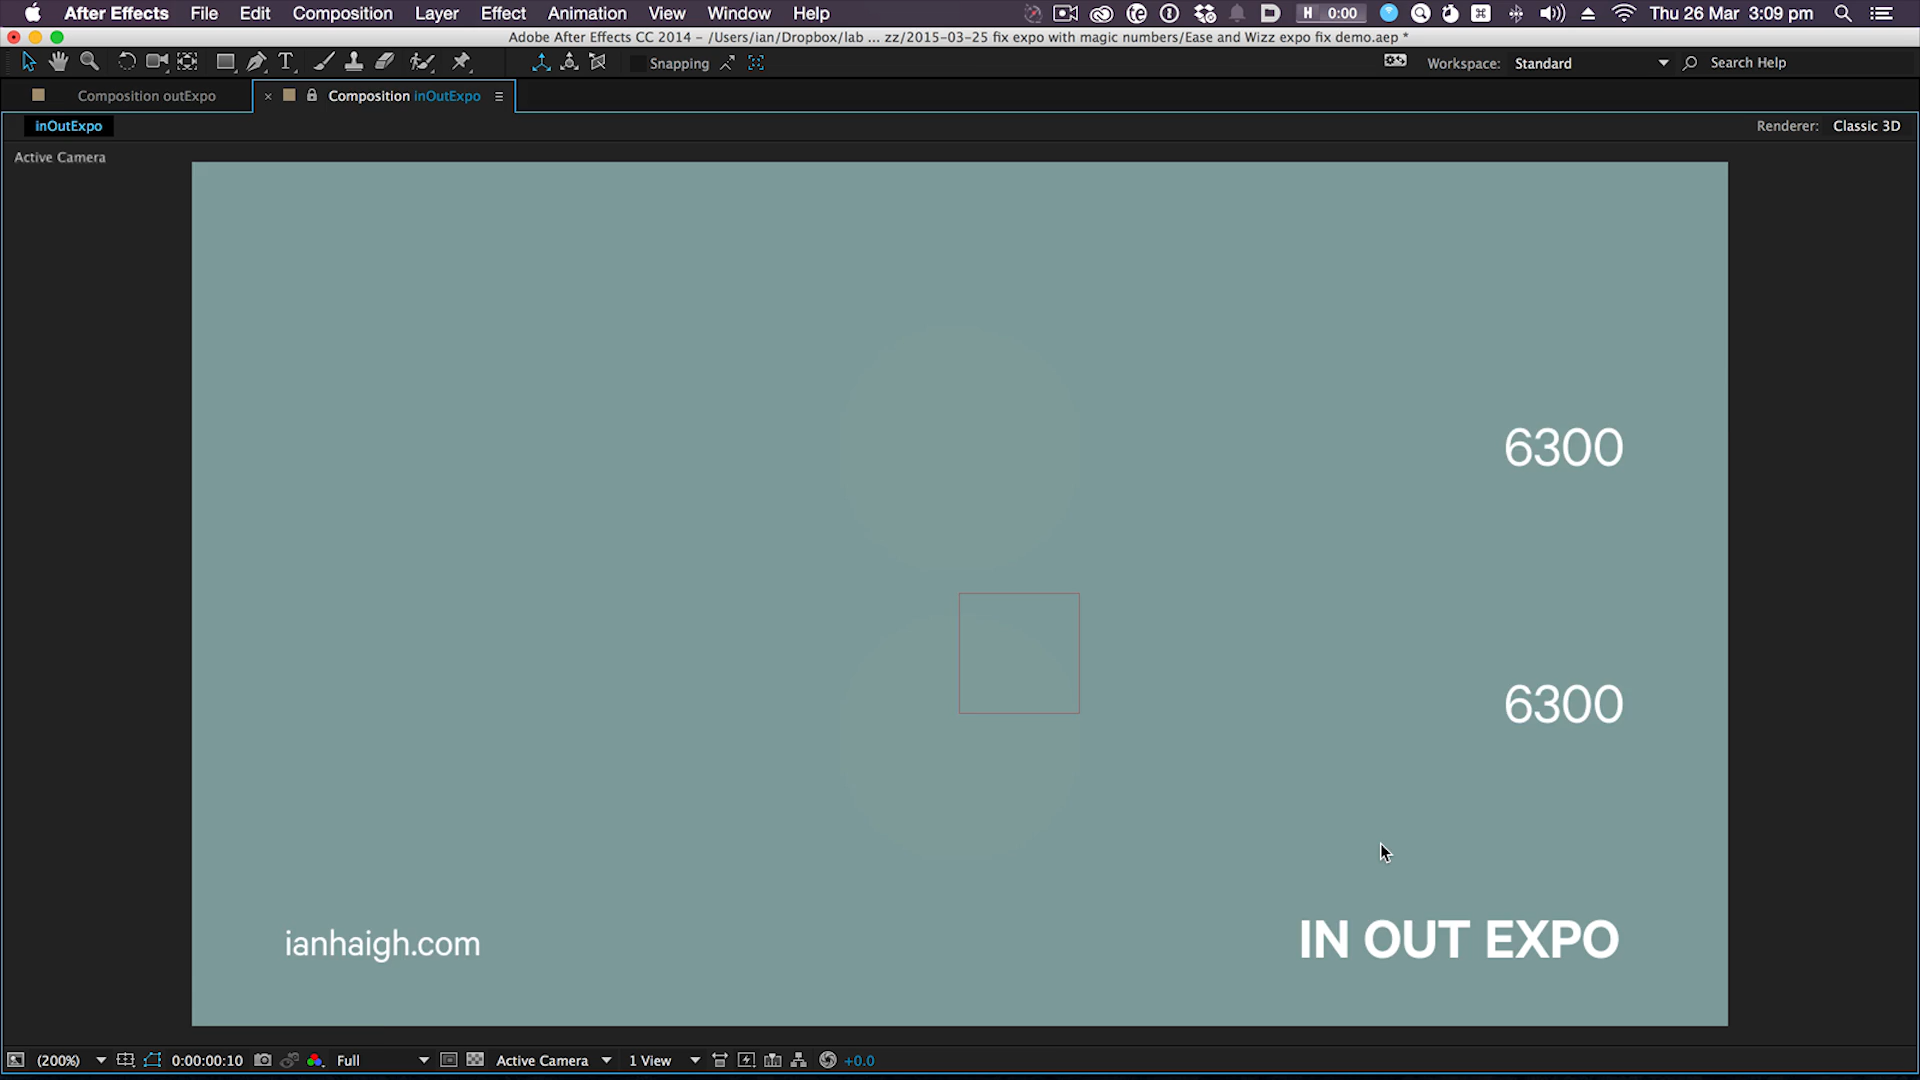 After Effects File Edit Composition Layer Effect Animation View Window Help H 0:00 Thu 26 Mar 3:09 pm
Adobe After Effects CC 2014 – /Users/ian/Dropbox/lab ... zz/2015-03-25 fix expo with magic numbers/Ease and Wizz expo fix demo.aep *
Snapping Workspace: Standard Search Help
Composition outExpo × Composition inOutExpo
inOutExpo Renderer: Classic 3D
Active Camera
6300
6300
ianhaigh.com IN OUT EXPO
(200%) 0:00:00:10 Full Active Camera 1 View +0.0